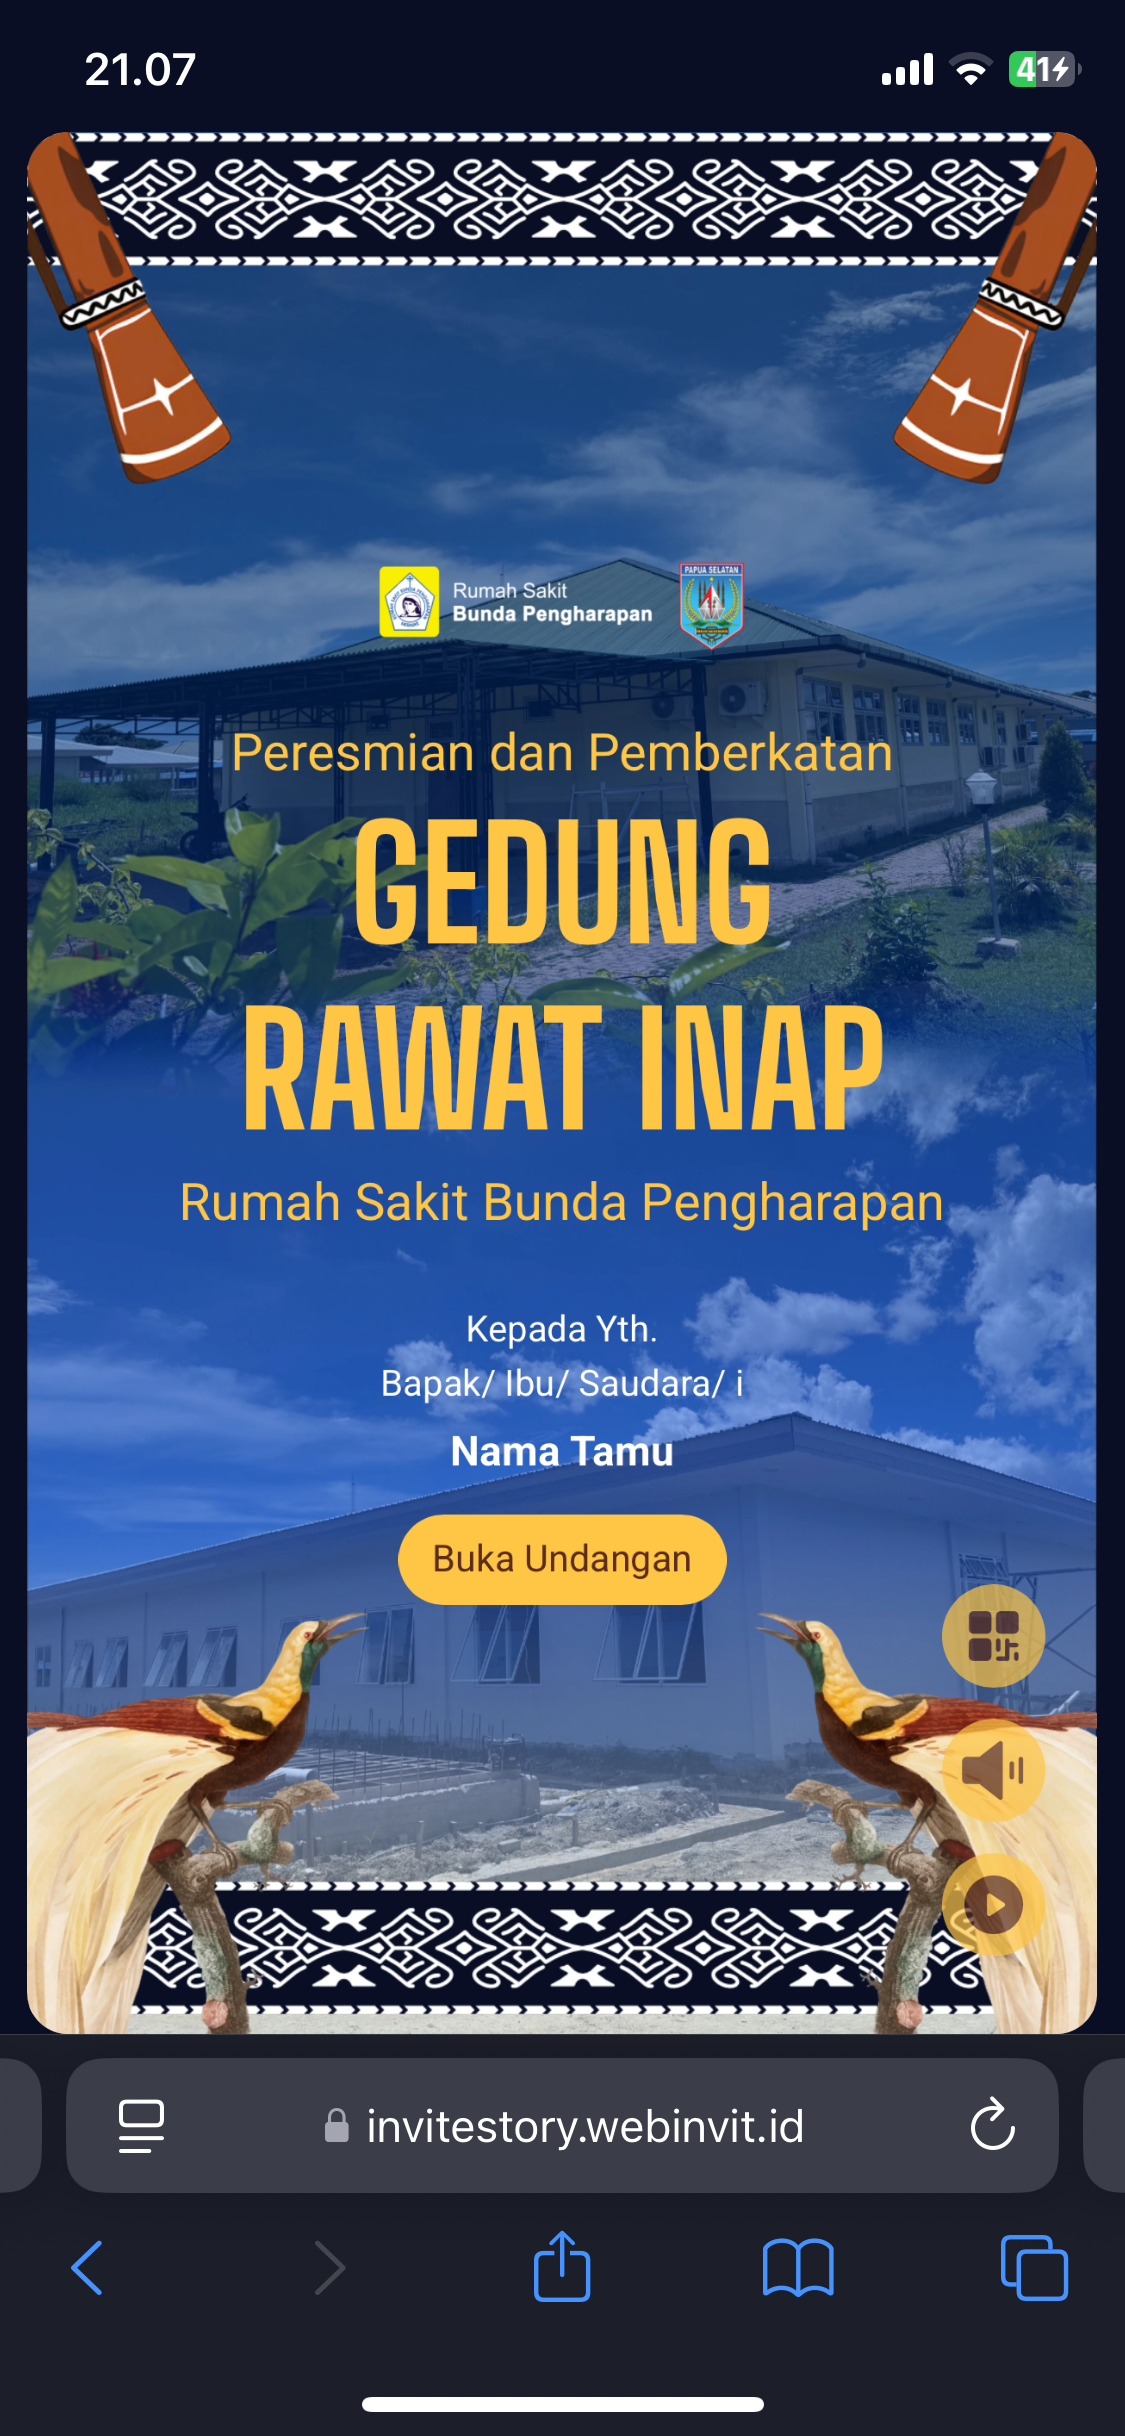 21.07
41
Rumah Sakit
Bunda Pengharapan
PAPUA SELATAN
Peresmian dan Pemberkatan
GEDUNG
RAWAT INAP
Rumah Sakit Bunda Pengharapan
Kepada Yth.
Bapak/ Ibu/ Saudara/ i
Nama Tamu
Buka Undangan
invitestory.webinvit.id